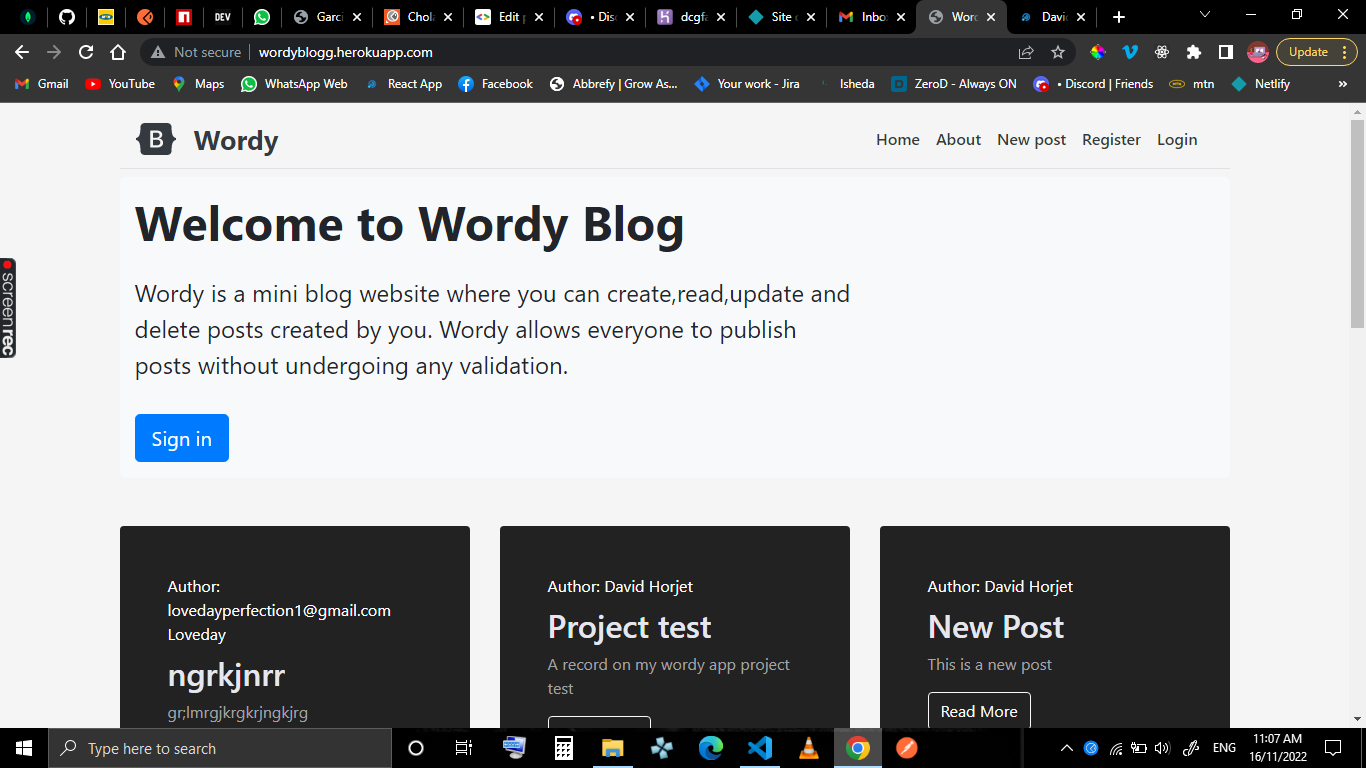 DEV
Garci
Chola
Edit p
• Disc
dcgfa
Site
Inbo
Word
Davi
Not secure
wordyblogg.herokuapp.com
Update
Gmail
YouTube
Maps
WhatsApp Web
React App
Facebook
Abbrefy | Grow As...
Your work - Jira
Isheda
ZeroD - Always ON
• Discord | Friends
mtn
Netlify
»
B
Wordy
Home
About
New post
Register
Login
Welcome to Wordy Blog
Wordy is a mini blog website where you can create,read,update and
delete posts created by you. Wordy allows everyone to publish
posts without undergoing any validation.
Sign in
screenrec
Author:
lovedayperfection1@gmail.com
Loveday
ngrkjnrr
gr;lmrgjkrgkrjngkjrg
Author: David Horjet
Project test
A record on my wordy app project
test
Author: David Horjet
New Post
This is a new post
Read More
Type here to search
ENG
11:07 AM
16/11/2022